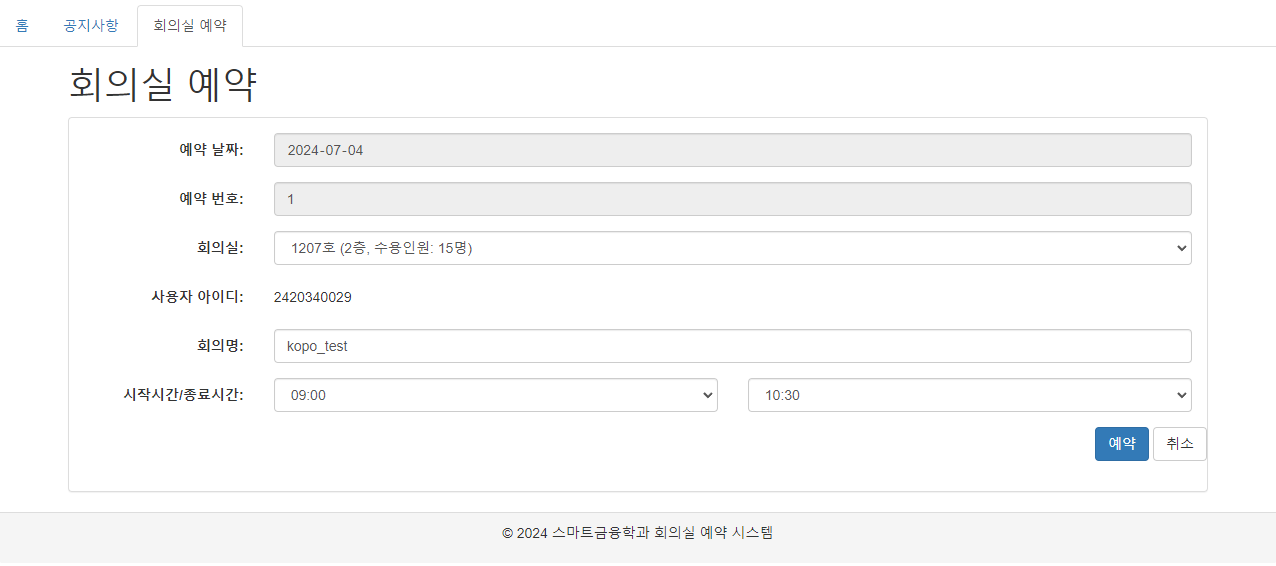 홈 공지사항 회의실 예약
회의실 예약
예약 날짜: 2024-07-04
예약 번호: 1
회의실: 1207호 (2층, 수용인원: 15명)
사용자 아이디: 2420340029
회의명: kopo_test
시작시간/종료시간: 09:00 10:30
예약 취소
© 2024 스마트금융학과 회의실 예약 시스템